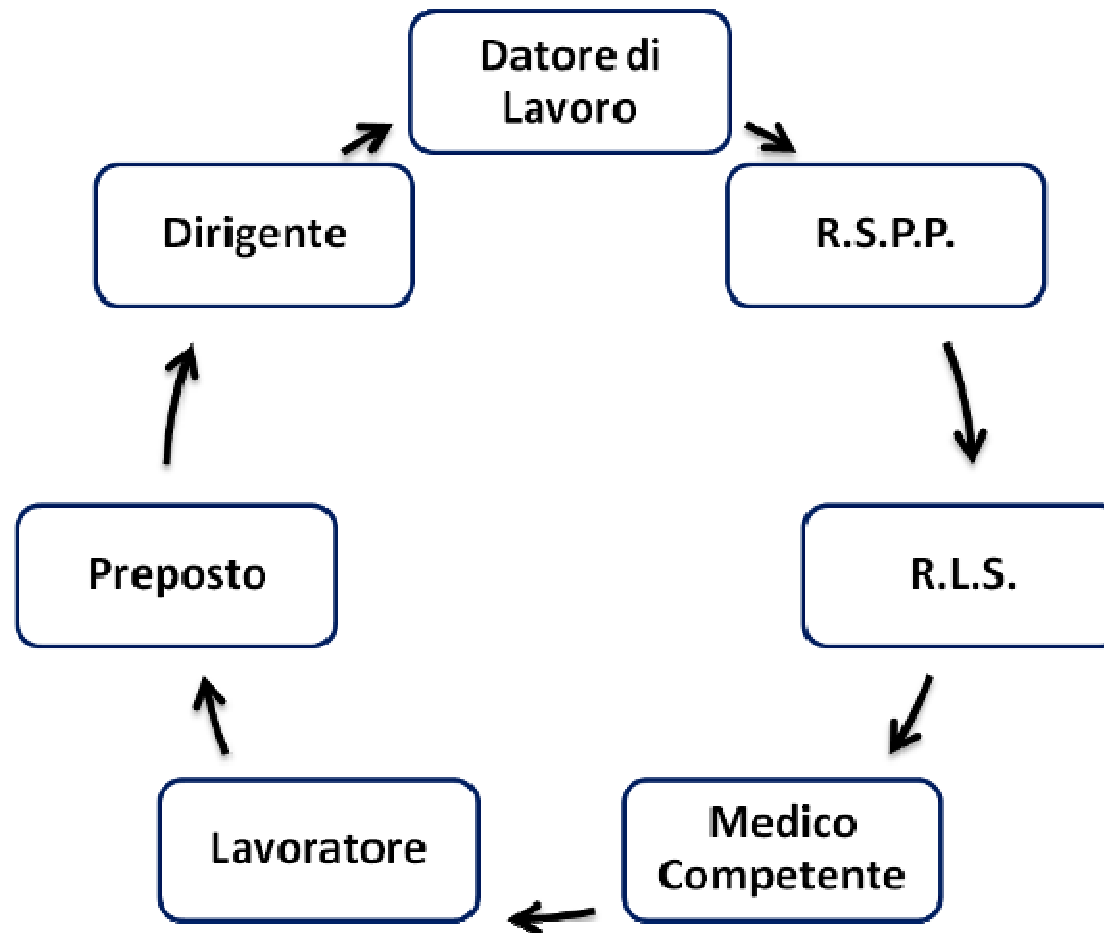 Datore di
Lavoro
R.S.P.P.
R.L.S.
Medico
Competente
Lavoratore
Preposto
Dirigente